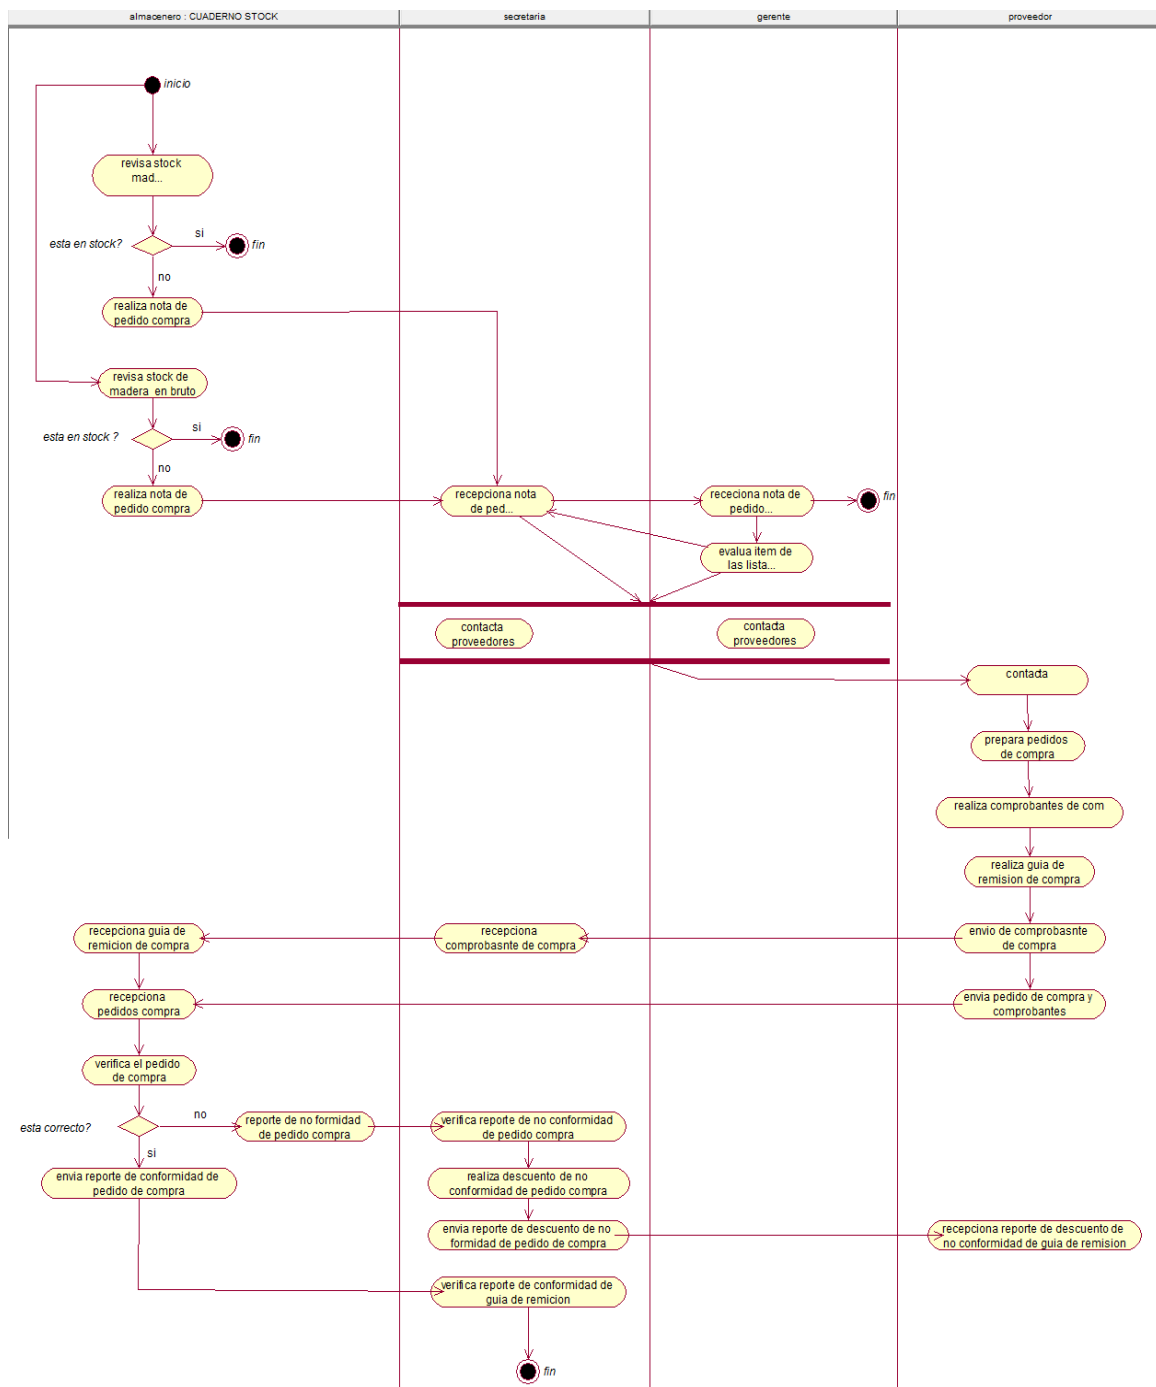 almacenero : CUADERNO STOCK
secretaria
gerente
proveedor
inicio
revisa stock
mad...
esta en stock?
si
fin
no
realiza nota de
pedido compra
revisa stock de
madera en bruto
esta en stock ?
si
fin
no
realiza nota de
pedido compra
recepciona nota
de ped...
receciona nota de
pedido...
fin
evalua item de
las lista...
contacta
proveedores
contacta
proveedores
contacta
prepara pedidos
de compra
realiza comprobantes de com
realiza guia de
remision de compra
recepciona guia de
remicion de compra
recepciona
comprobasnte de compra
envio de comprobasnte
de compra
recepciona
pedidos compra
envia pedido de compra y
comprobantes
verifica el pedido
de compra
esta correcto?
no
reporte de no formidad
de pedido compra
verifica reporte de no conformidad
de pedido compra
si
envia reporte de conformidad de
pedido de compra
realiza descuento de no
conformidad de pedido compra
envia reporte de descuento de no
formidad de pedido de compra
recepciona reporte de descuento de
no conformidad de guia de remision
verifica reporte de conformidad de
guia de remicion
fin